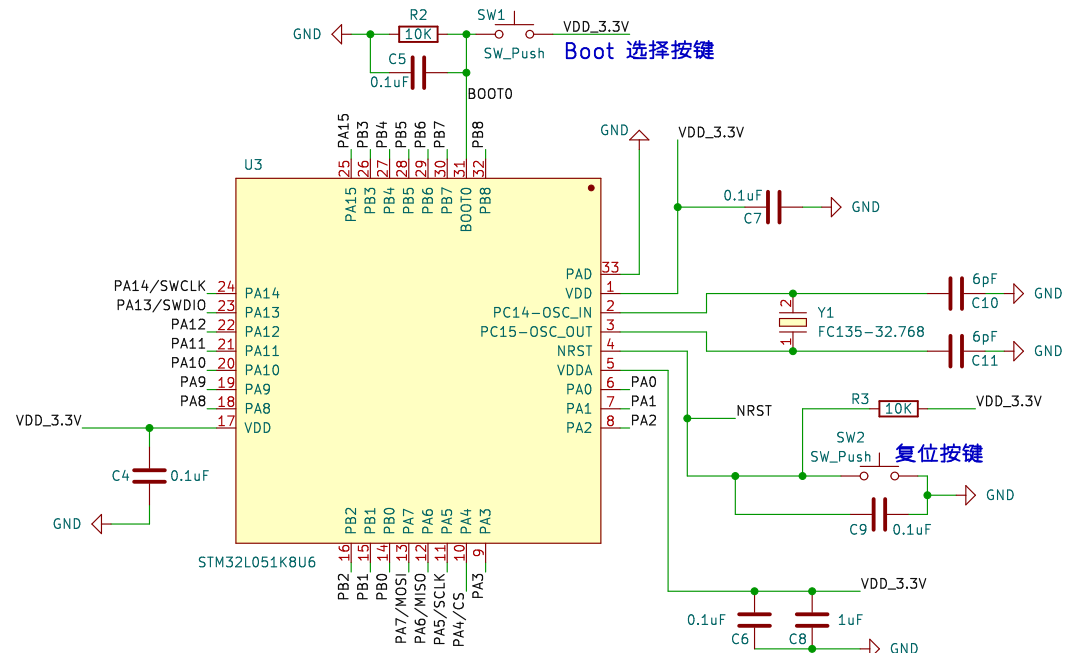 R2
SW1
GND
10K
VDD_3.3V
SW_Push
Boot 选择按键
C5
0.1uF
BOOT0
PA15
PB3
PB4
PB5
PB6
PB7
PB8
GND
VDD_3.3V
U3
25
26
27
28
29
30
31
32
PA15
PB3
PB4
PB5
PB6
PB7
BOOT0
PB8
0.1uF
C7
GND
PA14/SWCLK 24 PA14
PA13/SWDIO 23 PA13
PA12 22 PA12
PA11 21 PA11
PA10 20 PA10
PA9 19 PA9
PA8 18 PA8
VDD_3.3V 17 VDD
PAD 33
VDD 1
PC14-OSC_IN 2
PC15-OSC_OUT 3
NRST 4
VDDA 5
PA0 6 PA0
PA1 7 PA1
PA2 8 PA2
6pF
C10
GND
2
Y1
FC135-32.768
1
6pF
C11
GND
NRST
R3
10K
VDD_3.3V
SW2
SW_Push
复位按键
GND
C9
0.1uF
C4
0.1uF
GND
PB2
PB1
PB0
PA7
PA6
PA5
PA4
PA3
16
15
14
13
12
11
10
9
STM32L051K8U6
PB2
PB1
PB0
PA7/MOSI
PA6/MISO
PA5/SCLK
PA4/CS
PA3
VDD_3.3V
0.1uF
C6
1uF
C8
GND